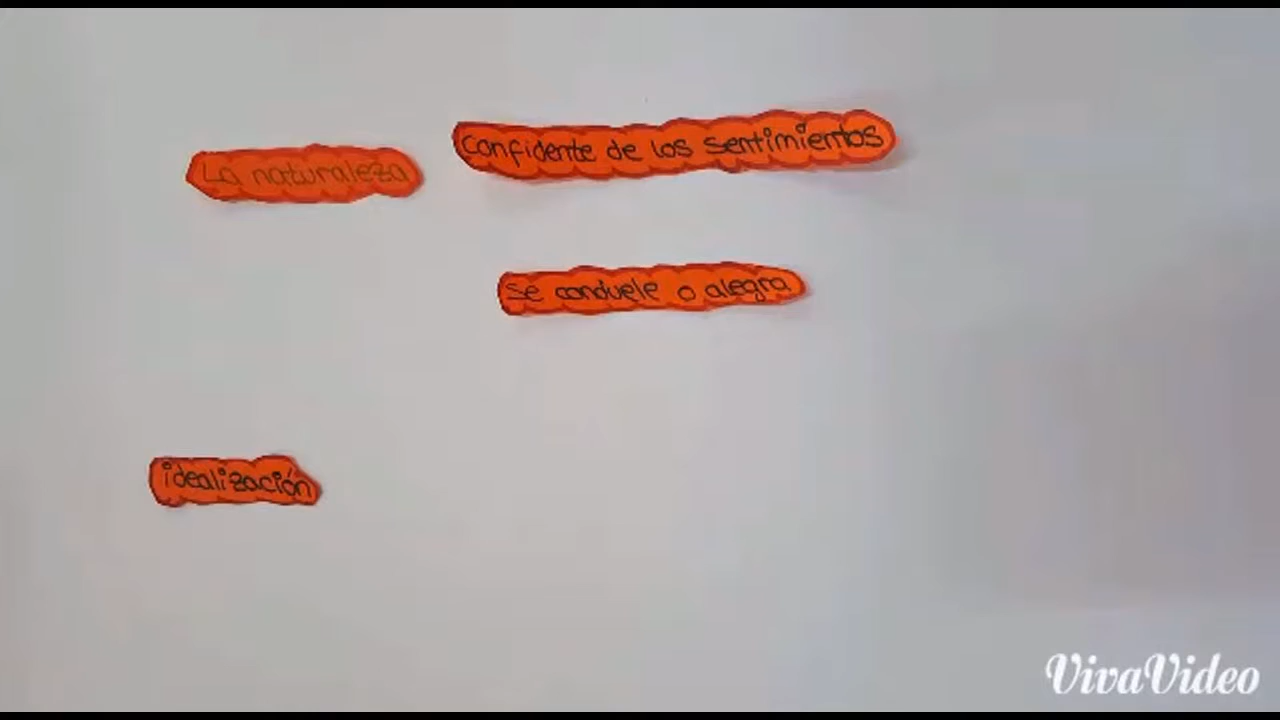 La naturaleza
Confidente de los sentimientos
se conduele o alegra
idealización
VivaVideo